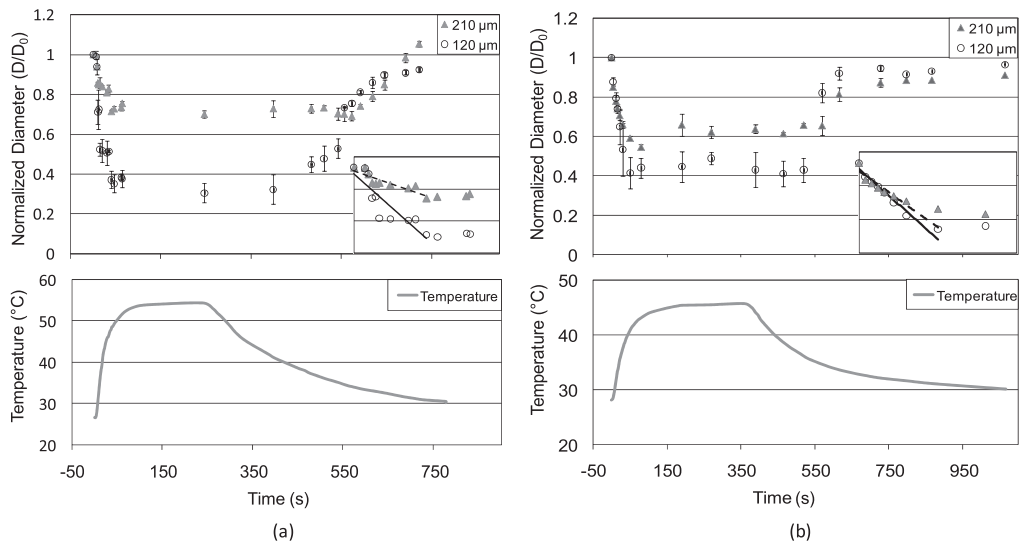 1.2
1
0.8
0.6
0.4
0.2
0
Normalized Diameter (D/D0)
210 µm
120 µm
60
50
40
30
20
Temperature (°C)
Temperature
-50 150 350 550 750
Time (s)
(a)
1.2
1
0.8
0.6
0.4
0.2
0
Normalized Diameter (D/D0)
210 µm
120 µm
50
40
30
20
Temperature (°C)
Temperature
-50 150 350 550 750 950
Time (s)
(b)